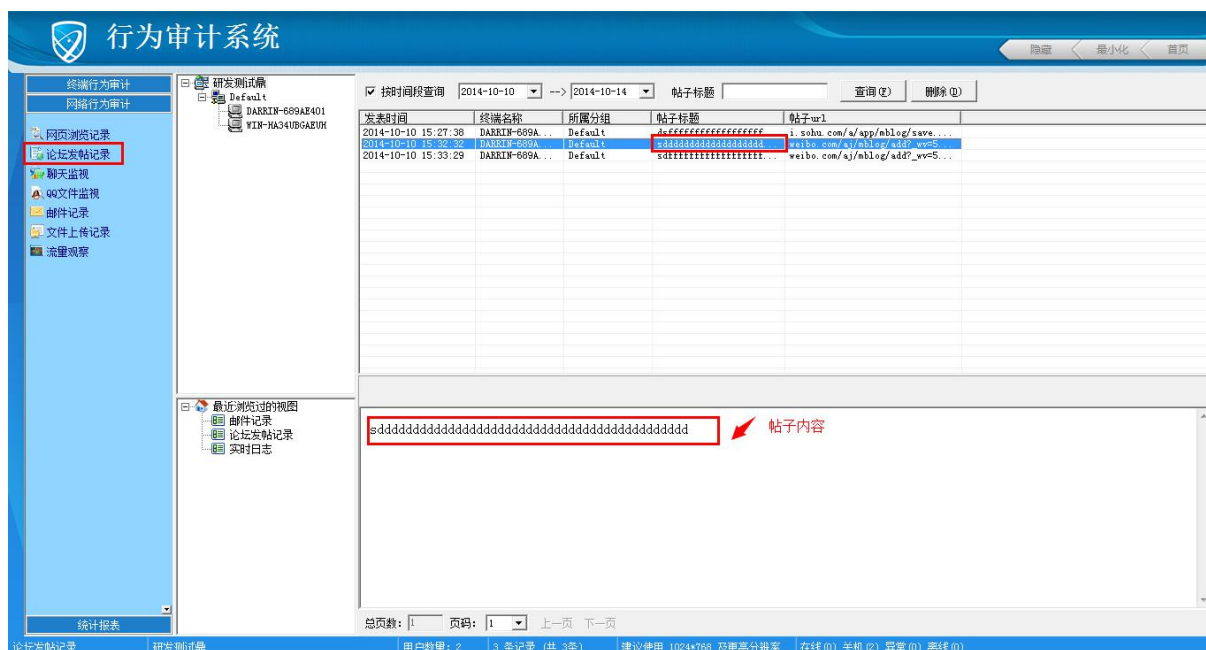 行为审计系统
隐藏
最小化
首页
终端行为审计
网络行为审计
网页浏览记录
论坛发帖记录
聊天监视
QQ文件监视
邮件记录
文件上传记录
流量观察
统计报表
研发测试鼎
Default
DARRIN-689AE401
WIN-HA34UBGAEVH
最近浏览过的视图
邮件记录
论坛发帖记录
实时日志
按时间段查询 2014-10-10 --> 2014-10-14 帖子标题 查询(F) 删除(D)
发表时间 终端名称 所属分组 帖子标题 帖子url
2014-10-10 15:27:38 DARRIN-689A... Default i.sohu.com/a/app/mblog/save....
2014-10-10 15:32:32 DARRIN-689A... Default weibo.com/aj/mblog/add?_wv=5...
2014-10-10 15:33:29 DARRIN-689A... Default weibo.com/aj/mblog/add?_wv=5...
帖子内容
总页数: 1 页码: 1 上一页 下一页
论坛发帖记录 研发测试鼎 用户数量: 2 3 条记录 (共 3条) 建议使用 1024*768 及更高分辨率 在线(0) 关机(2) 异常(0) 离线(0)